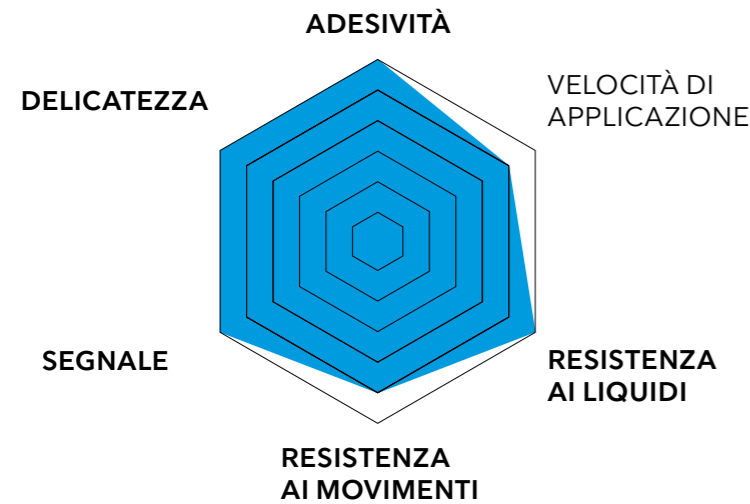 ADESIVITÀ
VELOCITÀ DI
APPLICAZIONE
DELICATEZZA
SEGNALE
RESISTENZA
AI LIQUIDI
RESISTENZA
AI MOVIMENTI